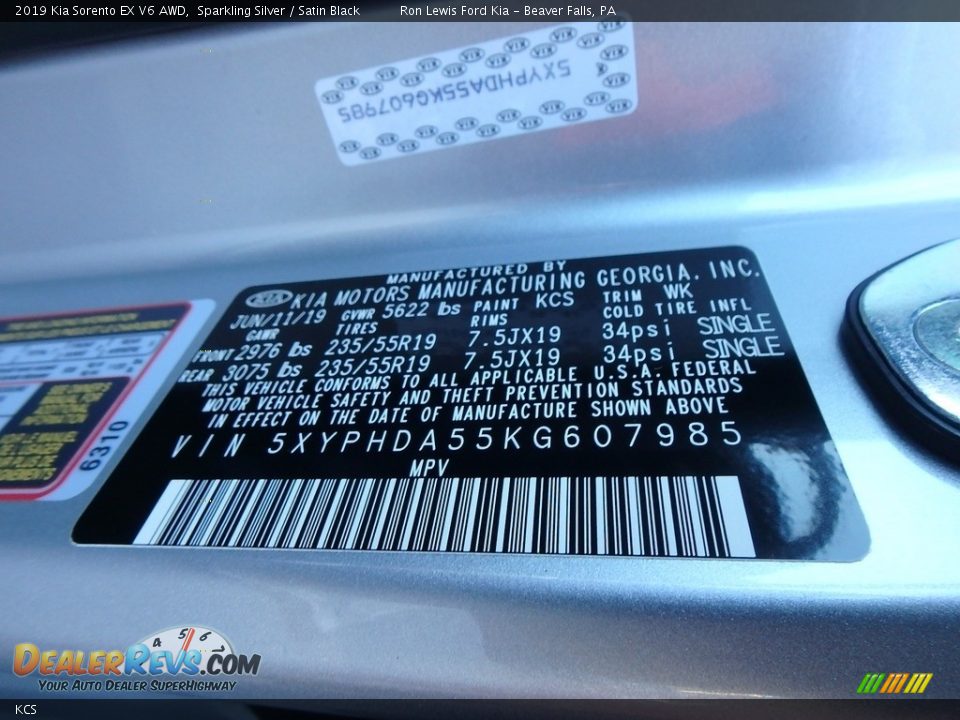 2019 Kia Sorento EX V6 AWD, Sparkling Silver / Satin Black Ron Lewis Ford Kia - Beaver Falls, PA
5XYPHDA55KG607985
MANUFACTURED BY
KIA KIA MOTORS MANUFACTURING GEORGIA. INC.
JUN/11/19 GVWR 5622 lbs PAINT KCS TRIM WK
GAWR TIRES RIMS COLD TIRE INFL
FRONT 2976 lbs 235/55R19 7.5JX19 34psi SINGLE
REAR 3075 lbs 235/55R19 7.5JX19 34psi SINGLE
THIS VEHICLE CONFORMS TO ALL APPLICABLE U.S.A. FEDERAL
MOTOR VEHICLE SAFETY AND THEFT PREVENTION STANDARDS
IN EFFECT ON THE DATE OF MANUFACTURE SHOWN ABOVE
VIN 5XYPHDA55KG607985
MPV
6310
4 5 6
DEALERREVS.COM
YOUR AUTO DEALER SUPERHIGHWAY
KCS